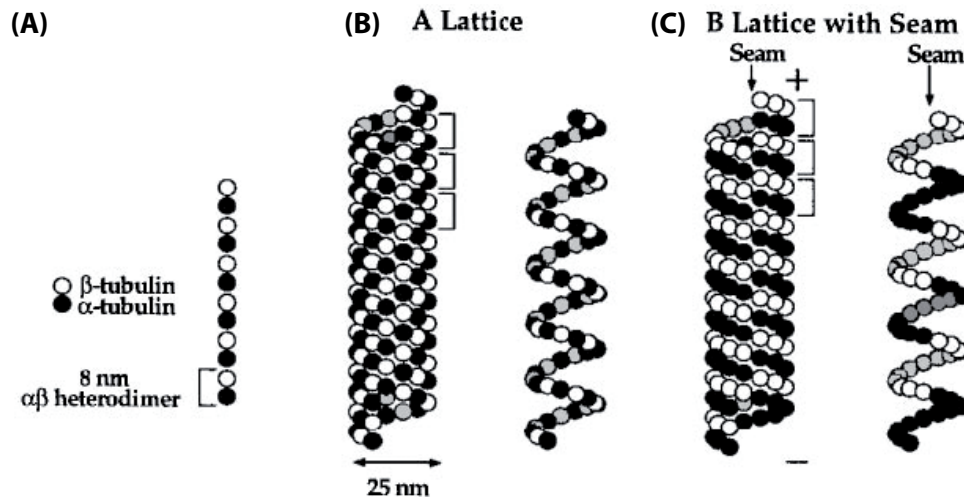 (A)
(B) A Lattice
(C) B Lattice with Seam
Seam
+
Seam
β-tubulin
α-tubulin
8 nm
αβ heterodimer
25 nm
–